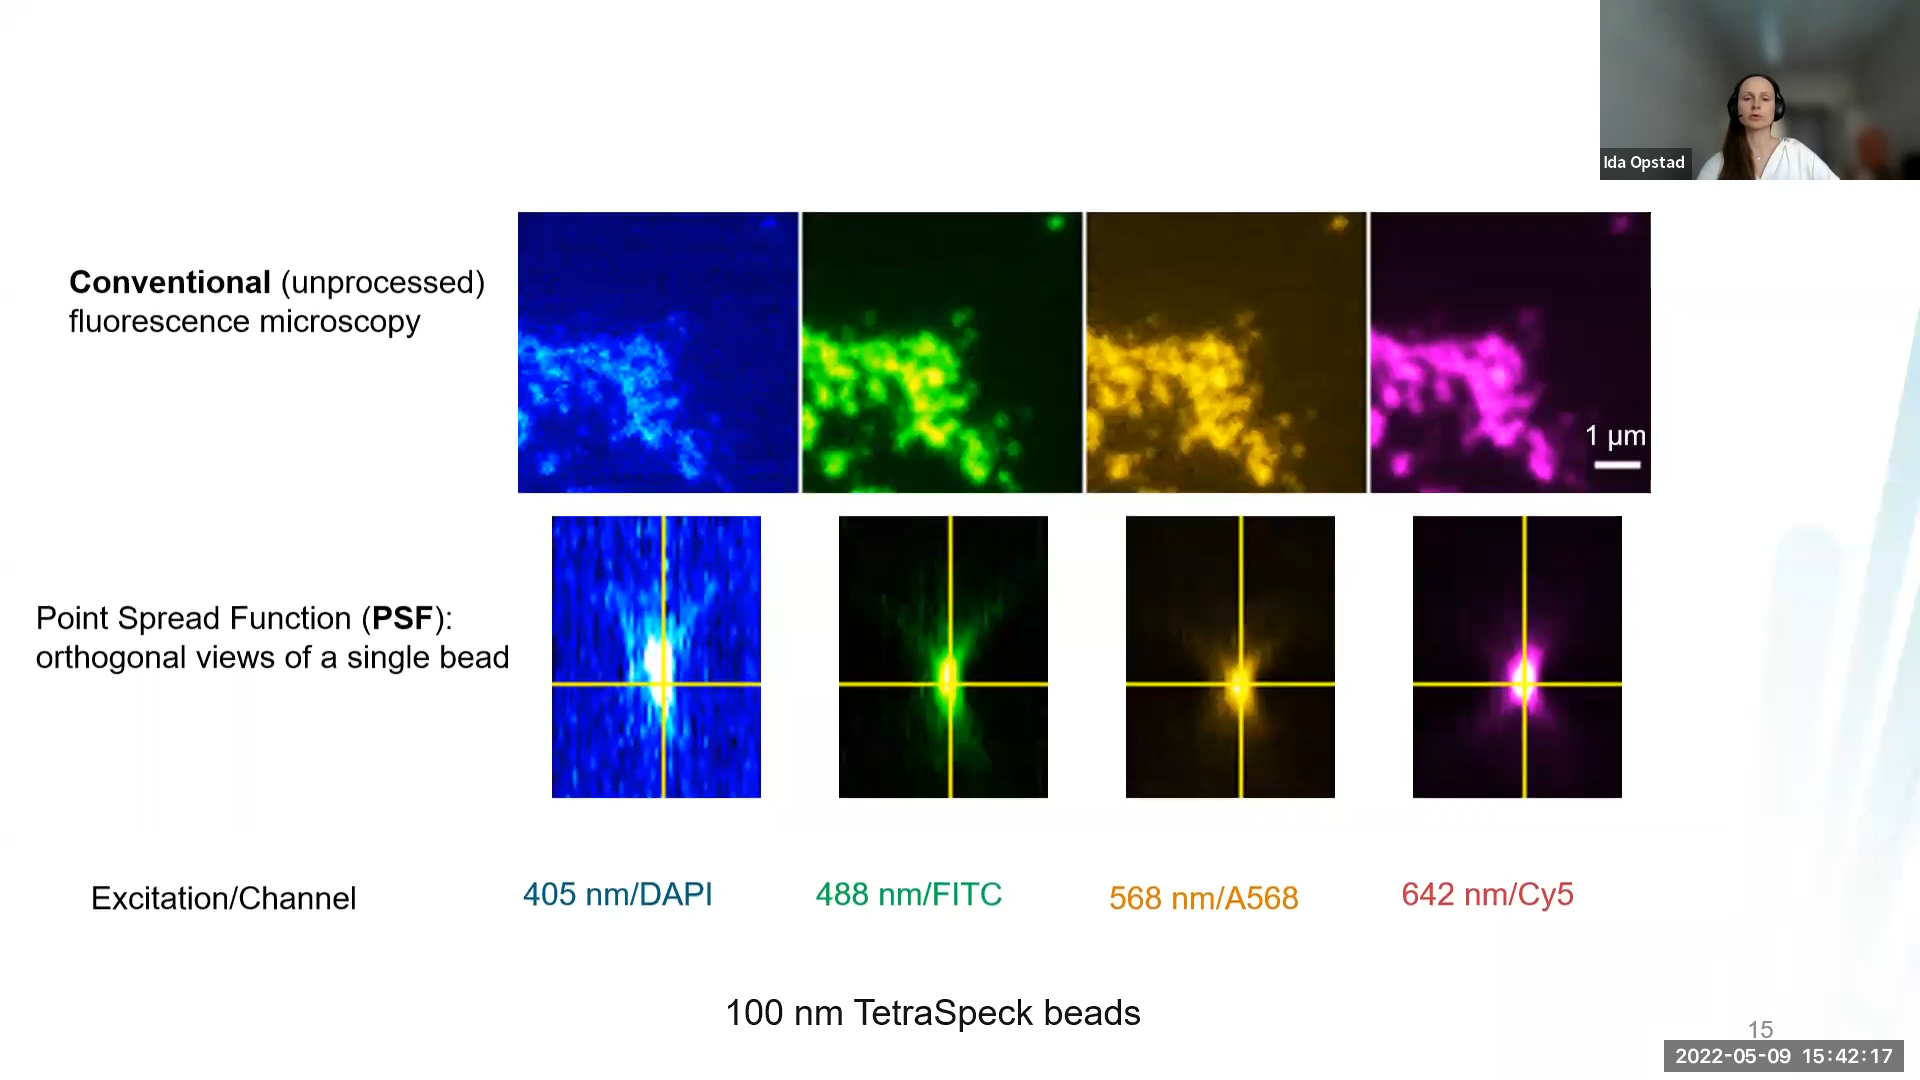 Ida Opstad
Conventional (unprocessed)
fluorescence microscopy
1 µm
Point Spread Function (PSF):
orthogonal views of a single bead
Excitation/Channel
405 nm/DAPI
488 nm/FITC
568 nm/A568
642 nm/Cy5
100 nm TetraSpeck beads
15
2022-05-09 15:42:17